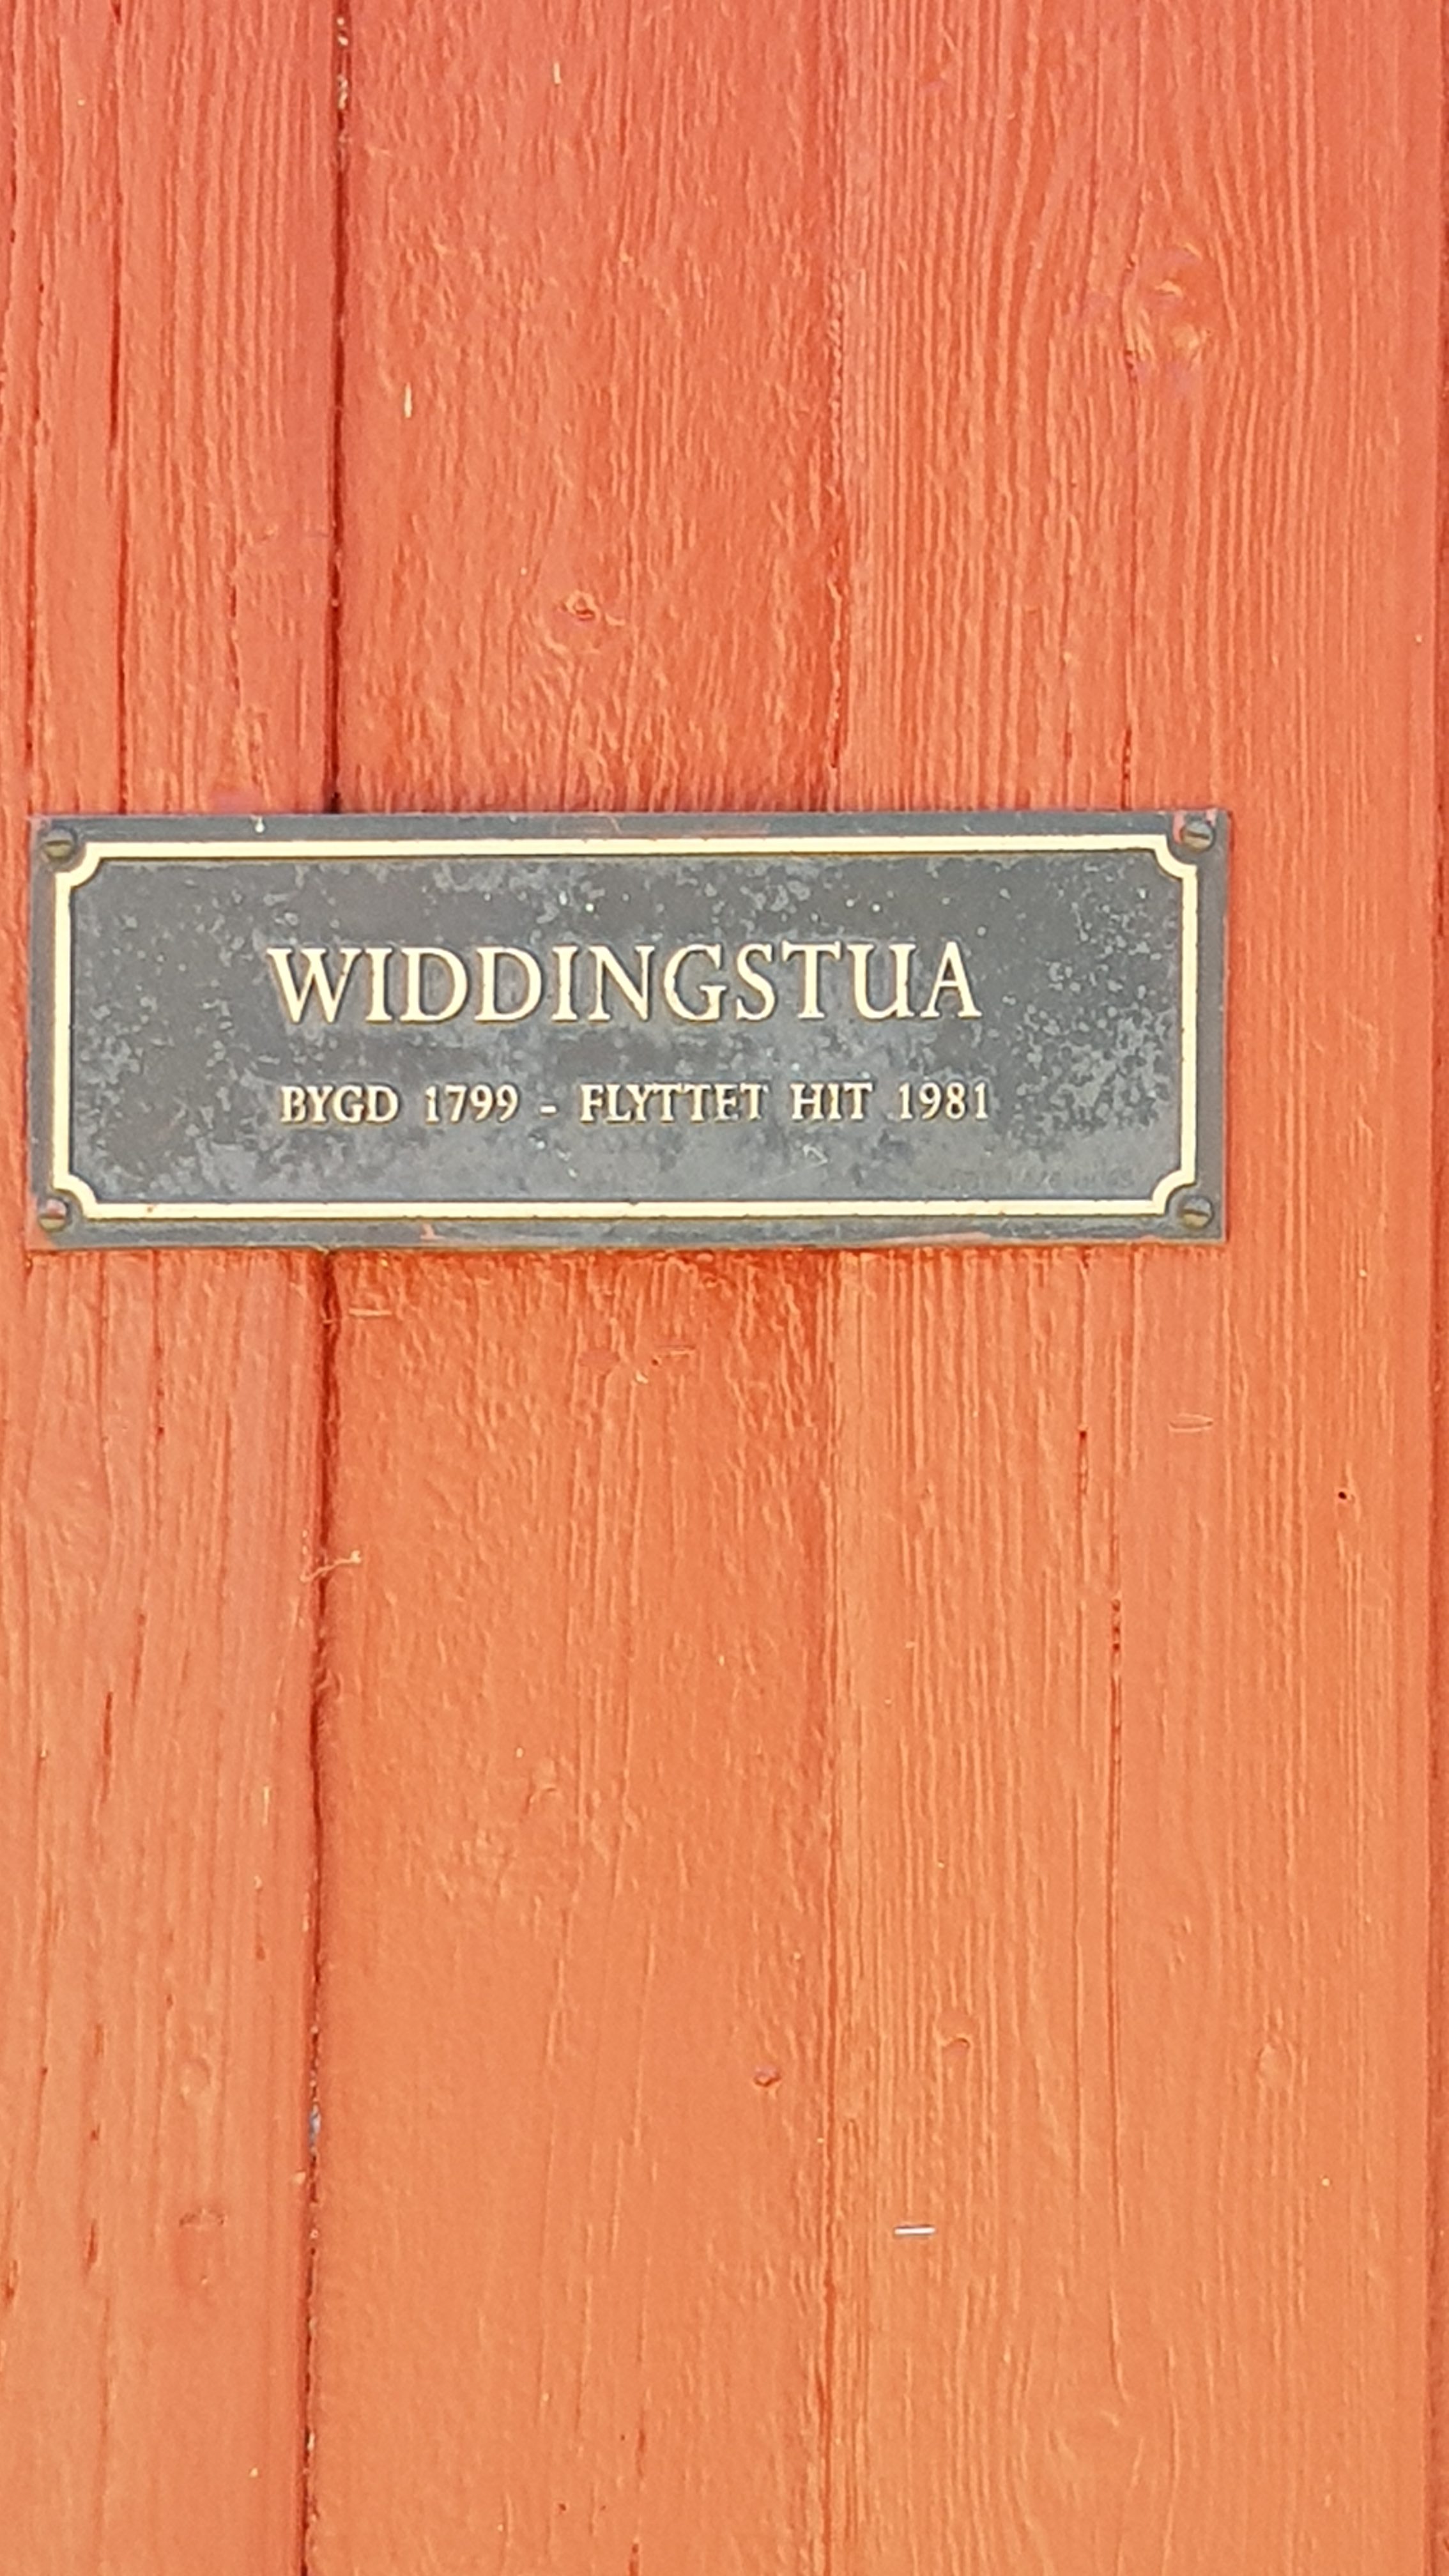 WIDDINGSTUA
BYGD 1799 - FLYTTET HIT 1981